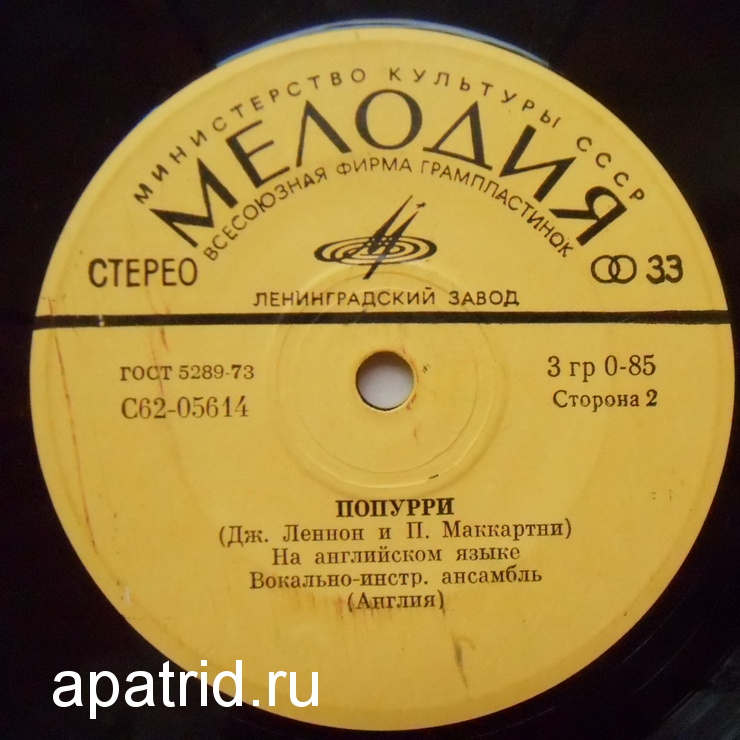 МИНИСТЕРСТВО КУЛЬТУРЫ СССР
МЕЛОДИЯ
ВСЕСОЮЗНАЯ ФИРМА ГРАМПЛАСТИНОК
СТЕРЕО
33
ЛЕНИНГРАДСКИЙ ЗАВОД
ГОСТ 5289-73
3 гр 0-85
С62-05614
Сторона 2
ПОПУРРИ
(Дж. Леннон и П. Маккартни)
На английском языке
Вокально-инстр. ансамбль
(Англия)
apatrid.ru